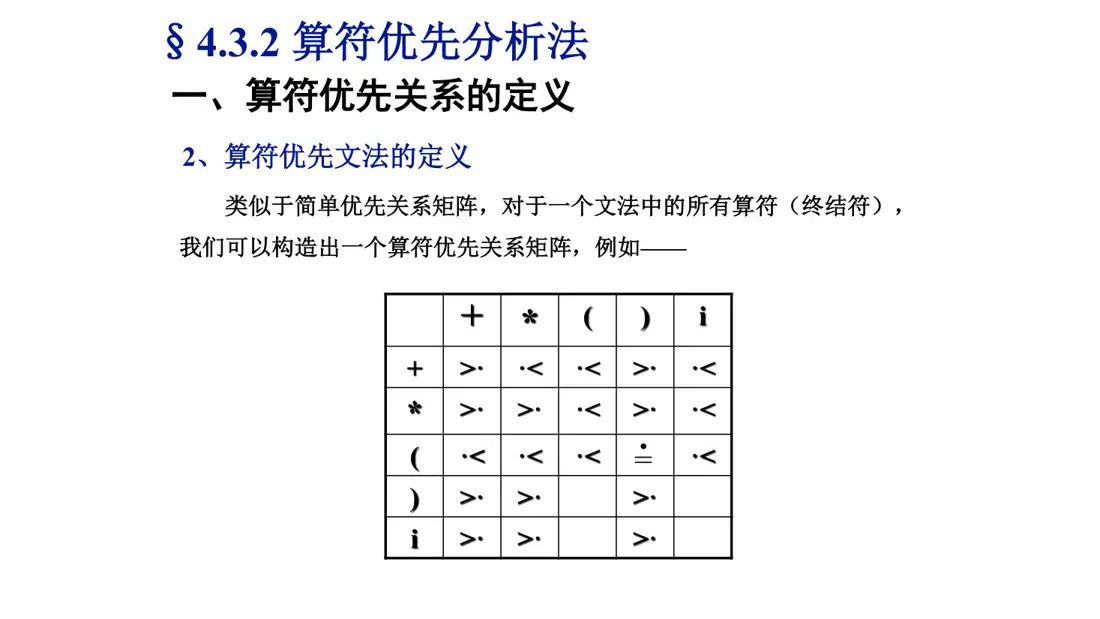 § 4.3.2 算符优先分析法
一、算符优先关系的定义
2、算符优先文法的定义
类似于简单优先关系矩阵，对于一个文法中的所有算符（终结符），
我们可以构造出一个算符优先关系矩阵，例如——
+ * ( ) i
+ >· ·< ·< >· ·<
* >· >· ·< >· ·<
( ·< ·< ·< ≐ ·<
) >· >· >·
i >· >· >·